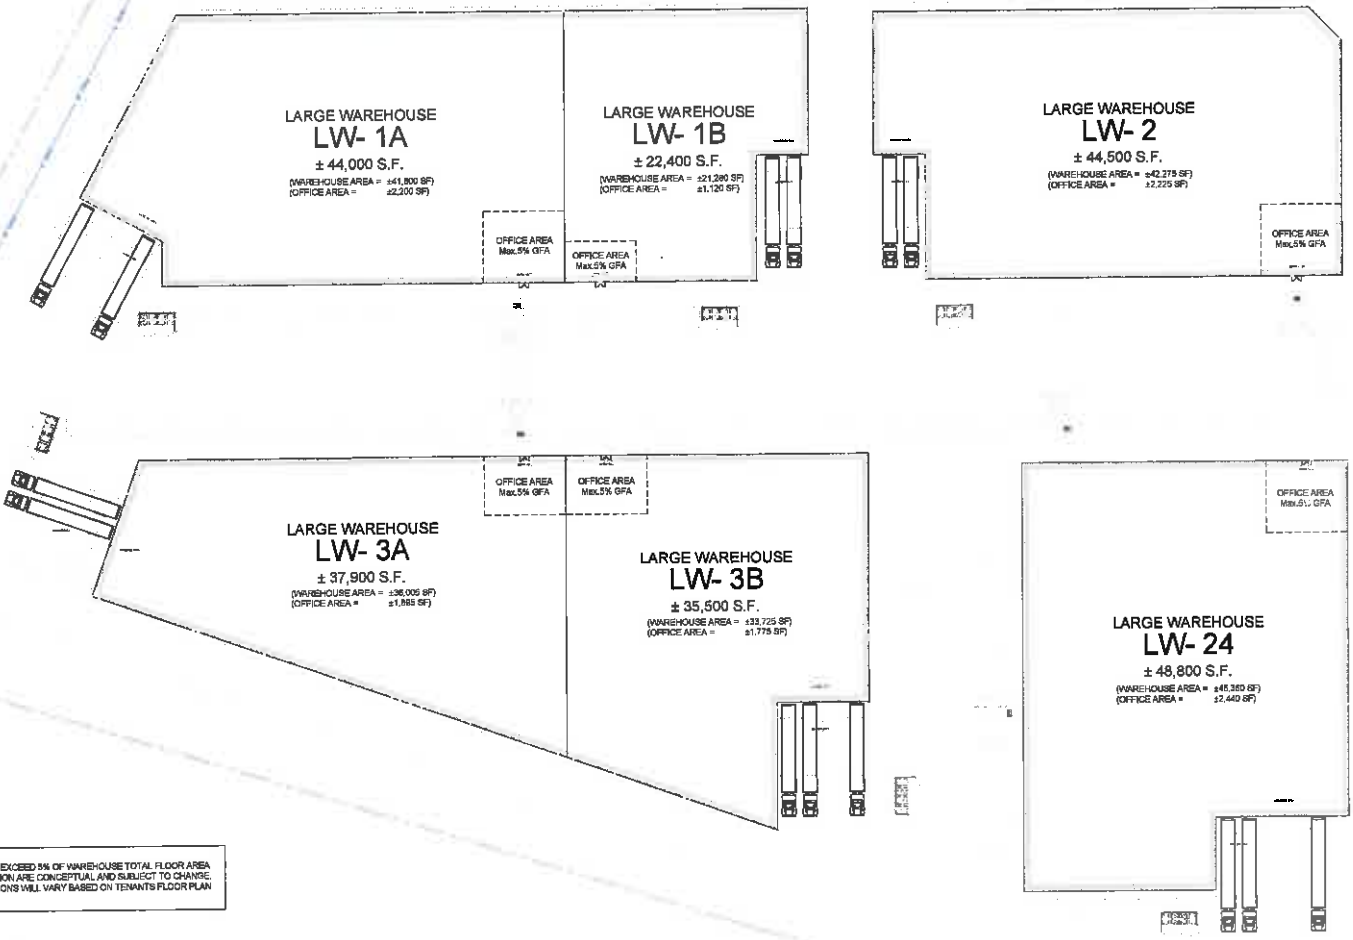 LARGE WAREHOUSE
LW- 1A
± 44,000 S.F.
(WAREHOUSE AREA = ±41,800 SF)
(OFFICE AREA = ±2,200 SF)
OFFICE AREA
Max.5% GFA
LARGE WAREHOUSE
LW- 1B
± 22,400 S.F.
(WAREHOUSE AREA = ±21,280 SF)
(OFFICE AREA = ±1,120 SF)
OFFICE AREA
Max.5% GFA
LARGE WAREHOUSE
LW- 2
± 44,500 S.F.
(WAREHOUSE AREA = ±42,275 SF)
(OFFICE AREA = ±2,225 SF)
OFFICE AREA
Max.5% GFA
OFFICE AREA
Max.5% GFA
OFFICE AREA
Max.5% GFA
LARGE WAREHOUSE
LW- 3A
± 37,900 S.F.
(WAREHOUSE AREA = ±36,005 SF)
(OFFICE AREA = ±1,895 SF)
LARGE WAREHOUSE
LW- 3B
± 35,500 S.F.
(WAREHOUSE AREA = ±33,725 SF)
(OFFICE AREA = ±1,775 SF)
OFFICE AREA
Max.5% GFA
LARGE WAREHOUSE
LW- 24
± 48,800 S.F.
(WAREHOUSE AREA = ±46,360 SF)
(OFFICE AREA = ±2,440 SF)
EXCEED 5% OF WAREHOUSE TOTAL FLOOR AREA
ION ARE CONCEPTUAL AND SUBJECT TO CHANGE.
ONS WILL VARY BASED ON TENANTS FLOOR PLAN